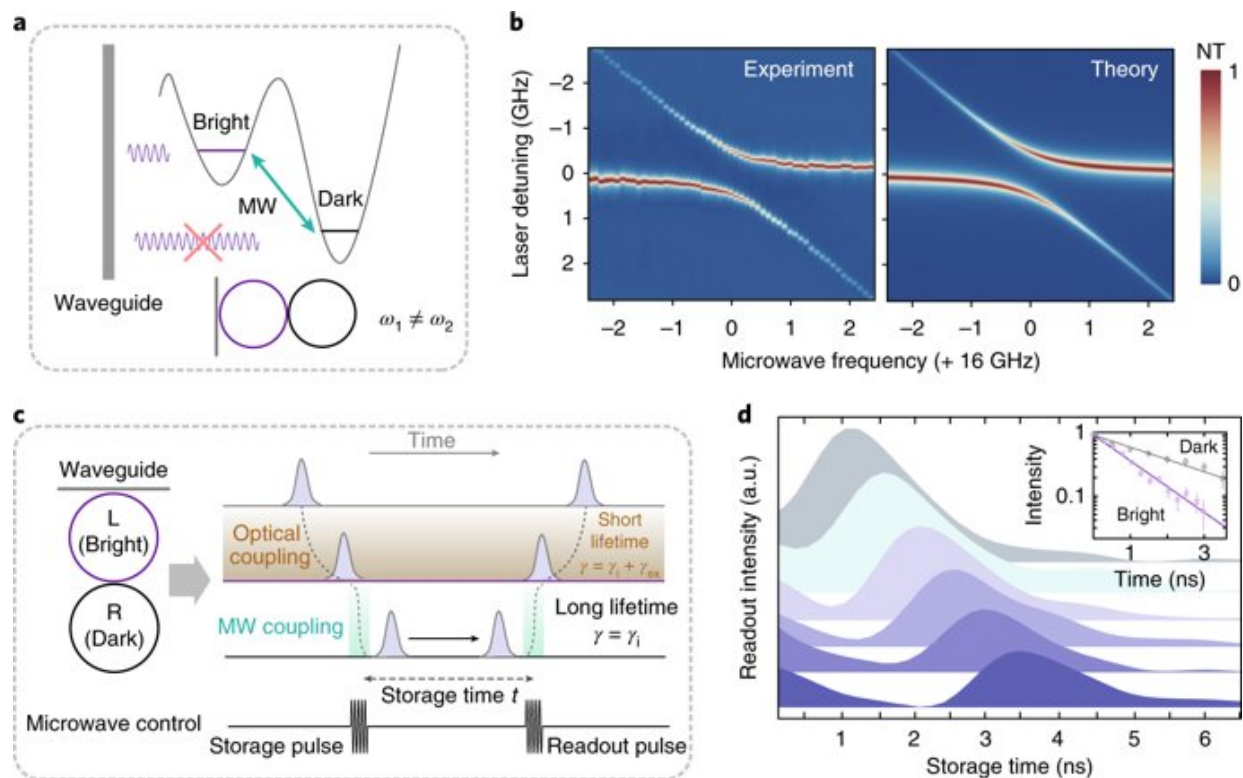 a
Bright
MW
Dark
Waveguide
ω₁ ≠ ω₂
b
Experiment
Theory
NT
1
0
Laser detuning (GHz)
−2
−1
0
1
2
−2 −1 0 1 2
−2 −1 0 1 2
Microwave frequency (+ 16 GHz)
c
Time
Waveguide
L
(Bright)
R
(Dark)
Optical coupling
Short
lifetime
γ = γᵢ + γₑₓ
MW coupling
Long lifetime
γ = γᵢ
Storage time t
Microwave control
Storage pulse
Readout pulse
d
Readout intensity (a.u.)
1 2 3 4 5 6
Storage time (ns)
Intensity
1
0.1
Dark
Bright
1 2 3
Time (ns)